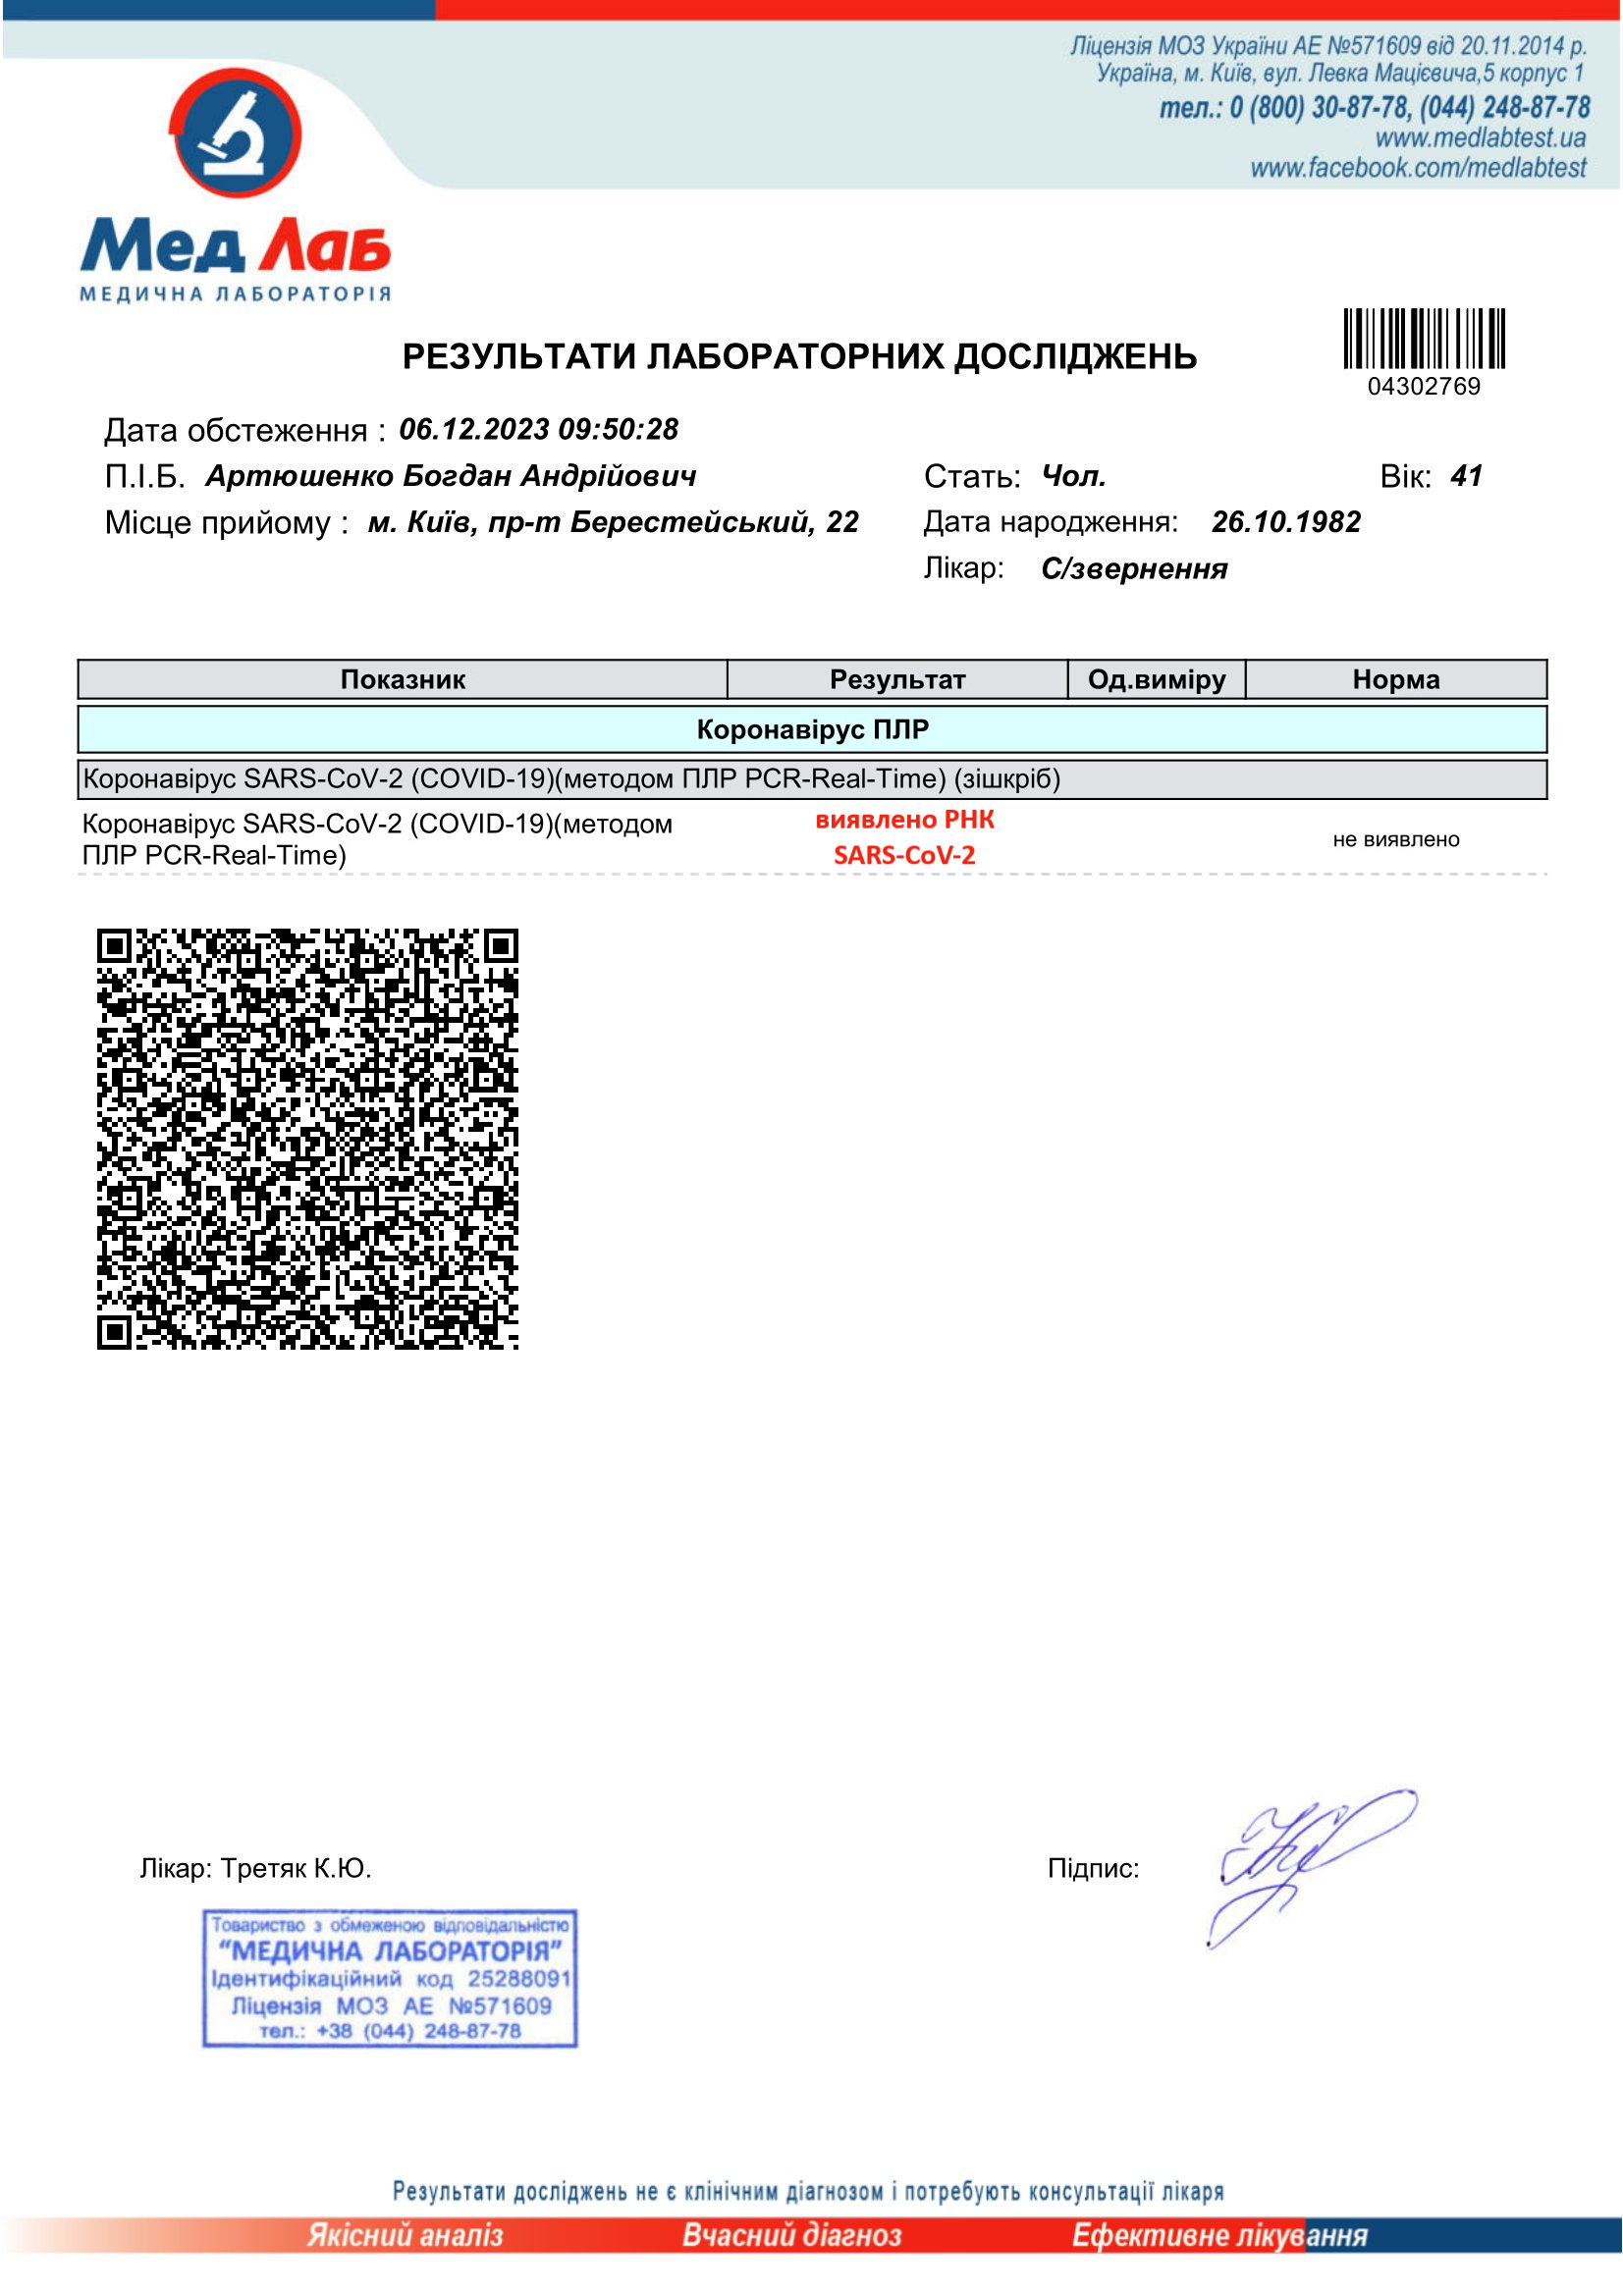 Ліцензія МОЗ України АЕ №571609 від 20.11.2014 р.
Україна, м. Київ, вул. Левка Мацієвича,5 корпус 1
тел.: 0 (800) 30-87-78, (044) 248-87-78
www.medlabtest.ua
www.facebook.com/medlabtest
Мед Лаб
МЕДИЧНА ЛАБОРАТОРІЯ
РЕЗУЛЬТАТИ ЛАБОРАТОРНИХ ДОСЛІДЖЕНЬ
04302769
Дата обстеження : 06.12.2023 09:50:28
П.І.Б. Артюшенко Богдан Андрійович Стать: Чол. Вік: 41
Місце прийому : м. Київ, пр-т Берестейський, 22 Дата народження: 26.10.1982
Лікар: С/звернення
Показник Результат Од.виміру Норма
Коронавірус ПЛР
Коронавірус SARS-CoV-2 (COVID-19)(методом ПЛР PCR-Real-Time) (зішкріб)
Коронавірус SARS-CoV-2 (COVID-19)(методом
ПЛР PCR-Real-Time)
виявлено РНК
SARS-CoV-2
не виявлено
Лікар: Третяк К.Ю.
Підпис:
Товариство з обмеженою відповідальністю
“МЕДИЧНА ЛАБОРАТОРІЯ”
Ідентифікаційний код 25288091
Ліцензія МОЗ АЕ №571609
тел.: +38 (044) 248-87-78
Результати досліджень не є клінічним діагнозом і потребують консультації лікаря
Якісний аналіз Вчасний діагноз Ефективне лікування